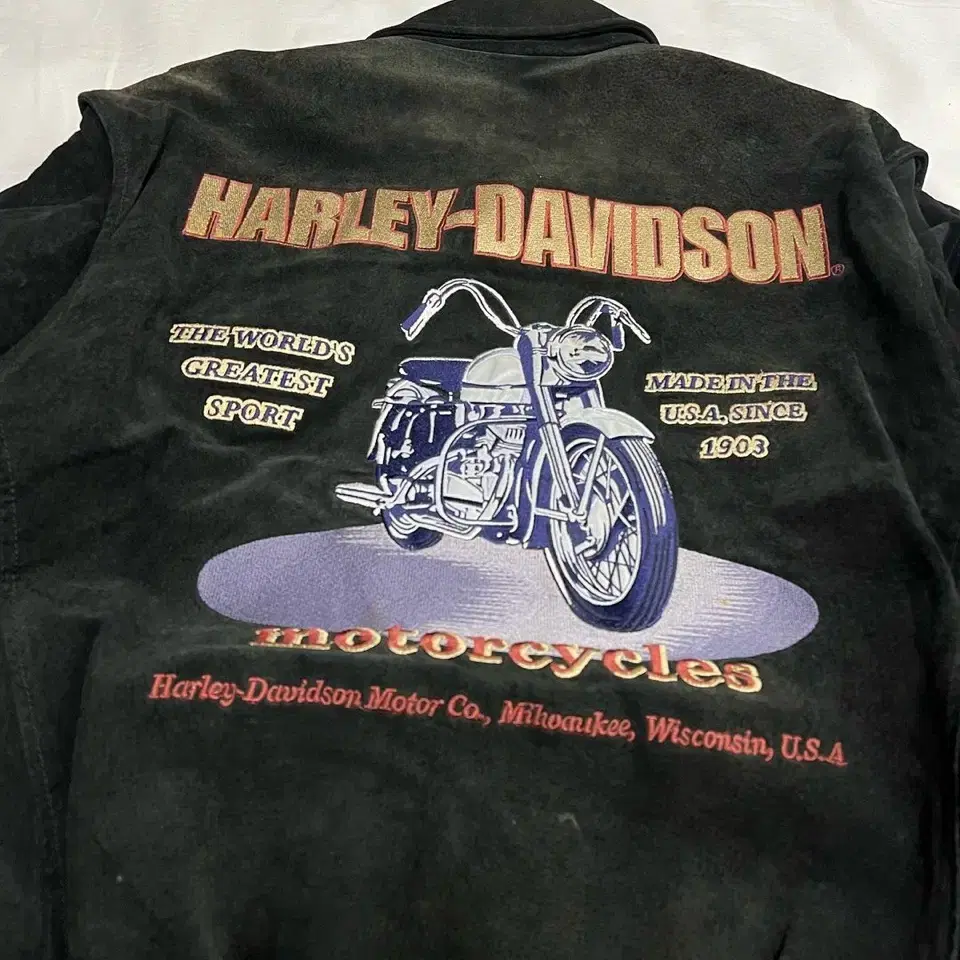 HARLEY-DAVIDSON®
THE WORLD'S
GREATEST
SPORT
MADE IN THE
U.S.A. SINCE
1903
motorcycles
Harley-Davidson Motor Co., Milwaukee, Wisconsin, U.S.A